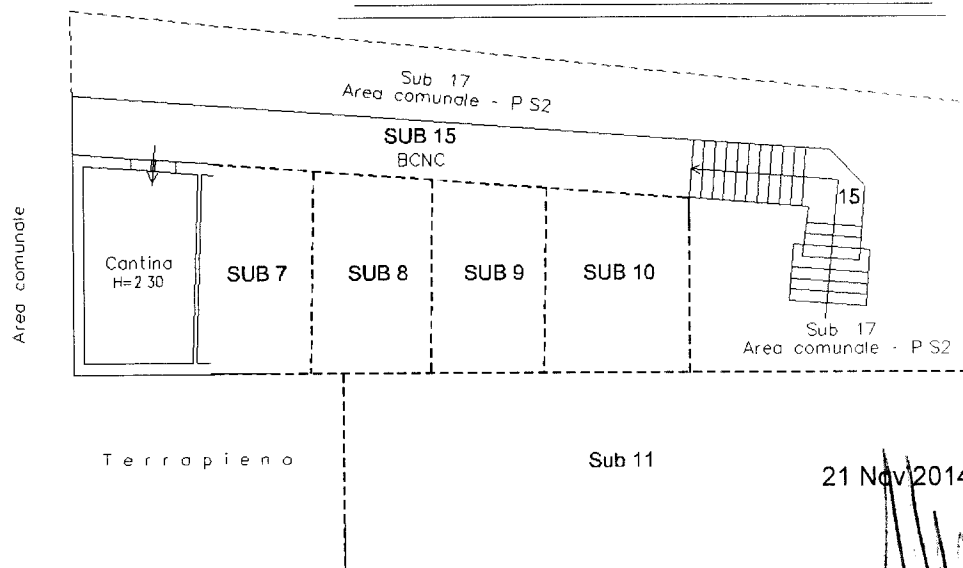 Sub 17
Area comunale - P S2
SUB 15
BCNC
15
Area comunale
Cantina
H=2 30
SUB 7
SUB 8
SUB 9
SUB 10
Sub 17
Area comunale - P S2
Terrapieno
Sub 11
21 Nov 2014